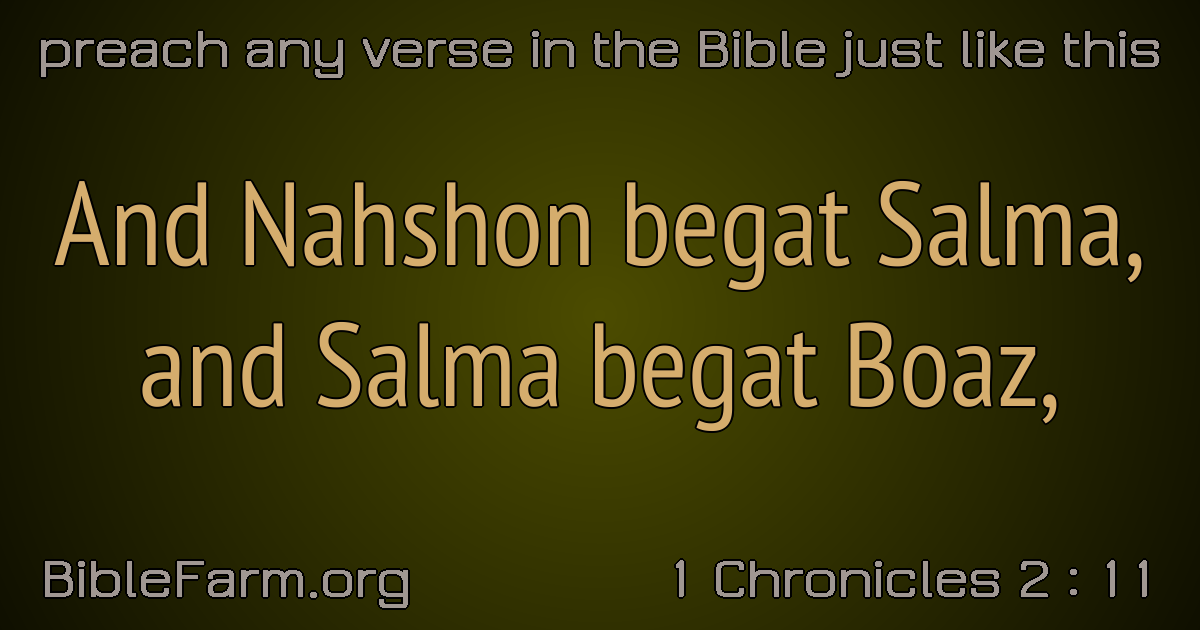 preach any verse in the Bible just like this
And Nahshon begat Salma,
and Salma begat Boaz,
BibleFarm.org
1 Chronicles 2 : 11